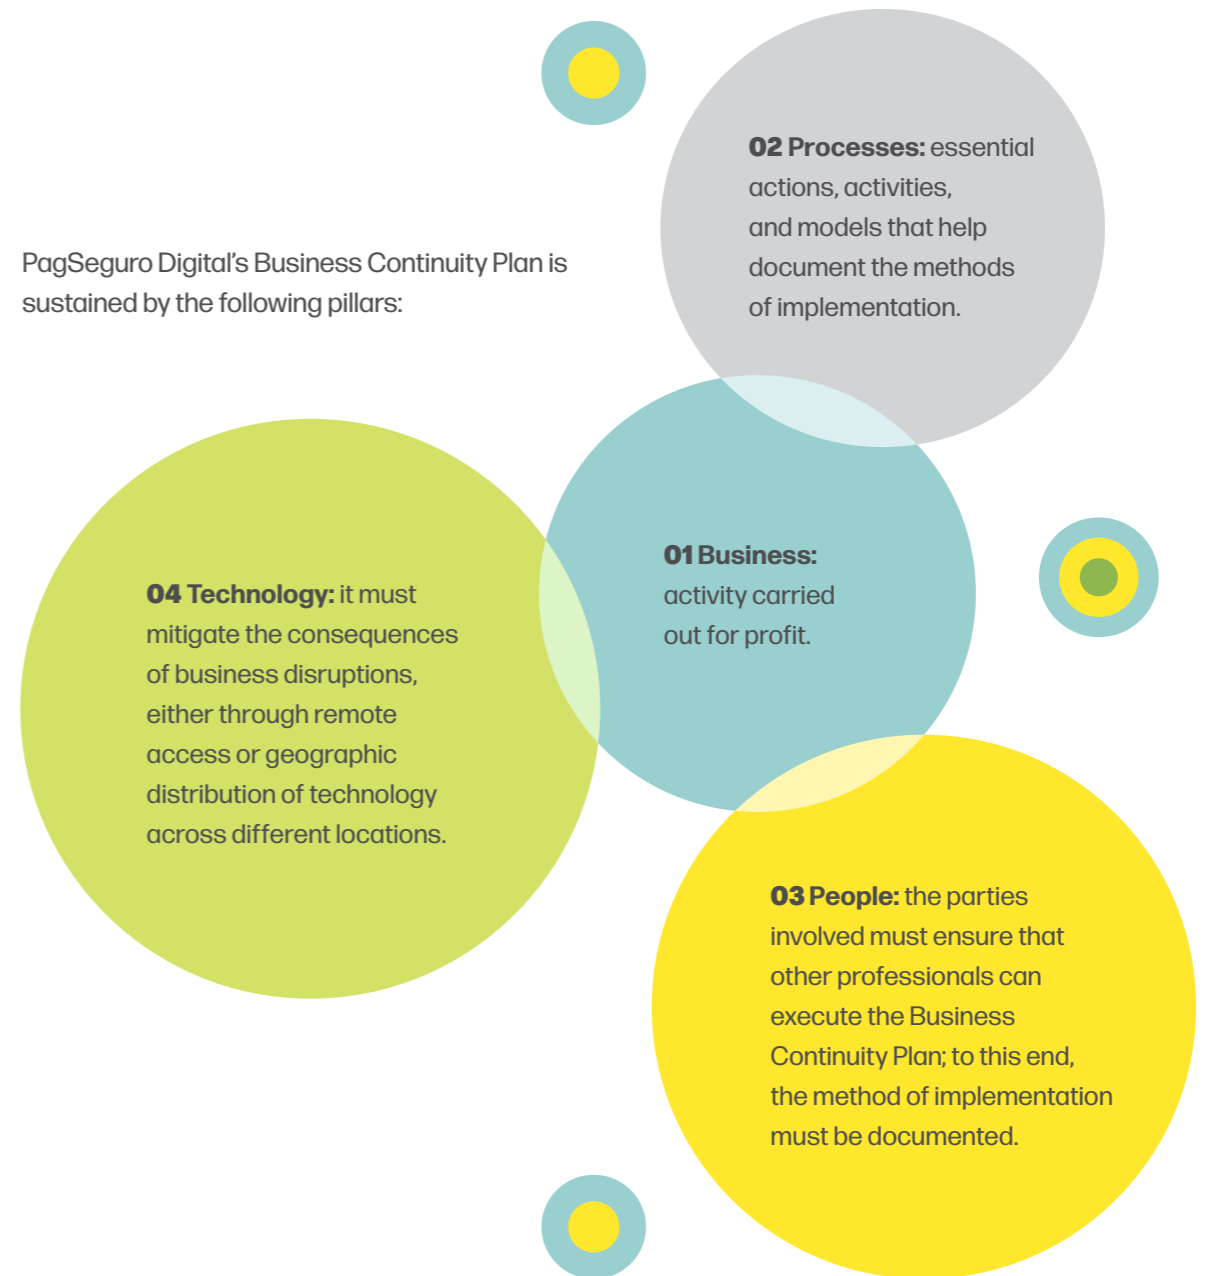 PagSeguro Digital’s Business Continuity Plan is
sustained by the following pillars:
01 Business:
activity carried
out for profit.
02 Processes: essential
actions, activities,
and models that help
document the methods
of implementation.
03 People: the parties
involved must ensure that
other professionals can
execute the Business
Continuity Plan; to this end,
the method of implementation
must be documented.
04 Technology: it must
mitigate the consequences
of business disruptions,
either through remote
access or geographic
distribution of technology
across different locations.